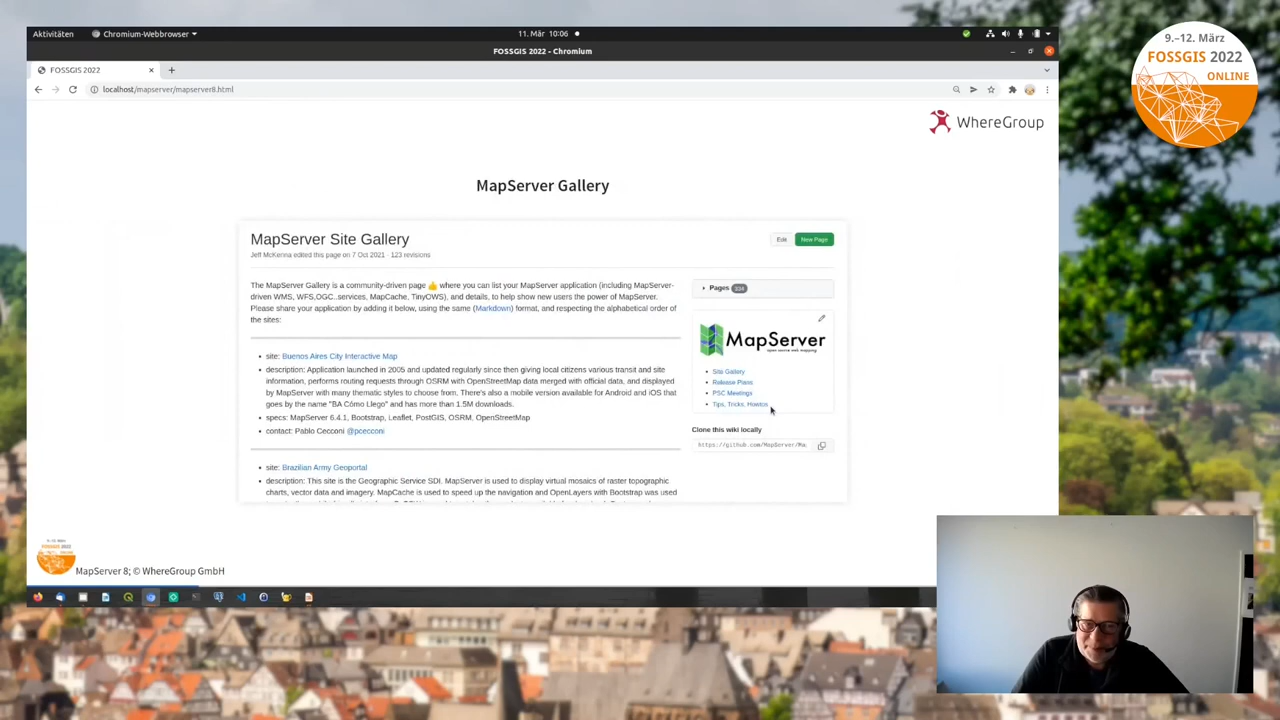 Aktivitäten
Chromium-Webbrowser
11. Mär 10:06
FOSSGIS 2022 - Chromium
FOSSGIS 2022
localhost/mapserver/mapserver8.html
9.–12. März
FOSSGIS 2022
ONLINE
WhereGroup
MapServer Gallery
MapServer Site Gallery
Edit
New Page
Jeff McKenna edited this page on 7 Oct 2021 · 123 revisions
The MapServer Gallery is a community-driven page 👍 where you can list your MapServer application (including MapServer-
driven WMS, WFS,OGC..services, MapCache, TinyOWS), and details, to help show new users the power of MapServer.
Please share your application by adding it below, using the same (Markdown) format, and respecting the alphabetical order of
the sites:
site: Buenos Aires City Interactive Map
description: Application launched in 2005 and updated regularly since then giving local citizens various transit and site
information, performs routing requests through OSRM with OpenStreetMap data merged with official data, and displayed
by MapServer with many thematic styles to choose from. There's also a mobile version available for Android and iOS that
goes by the name "BA Cómo Llego" and has more than 1.5M downloads.
specs: MapServer 6.4.1, Bootstrap, Leaflet, PostGIS, OSRM, OpenStreetMap
contact: Pablo Cecconi @pcecconi
site: Brazilian Army Geoportal
description: This site is the Geographic Service SDI. MapServer is used to display virtual mosaics of raster topographic
charts, vector data and imagery. MapCache is used to speed up the navigation and OpenLayers with Bootstrap was used
Pages 334
MapServer
open source web mapping
Site Gallery
Release Plans
PSC Meetings
Tips, Tricks, Howtos
Clone this wiki locally
https://github.com/MapServer/Ma
MapServer 8; © WhereGroup GmbH